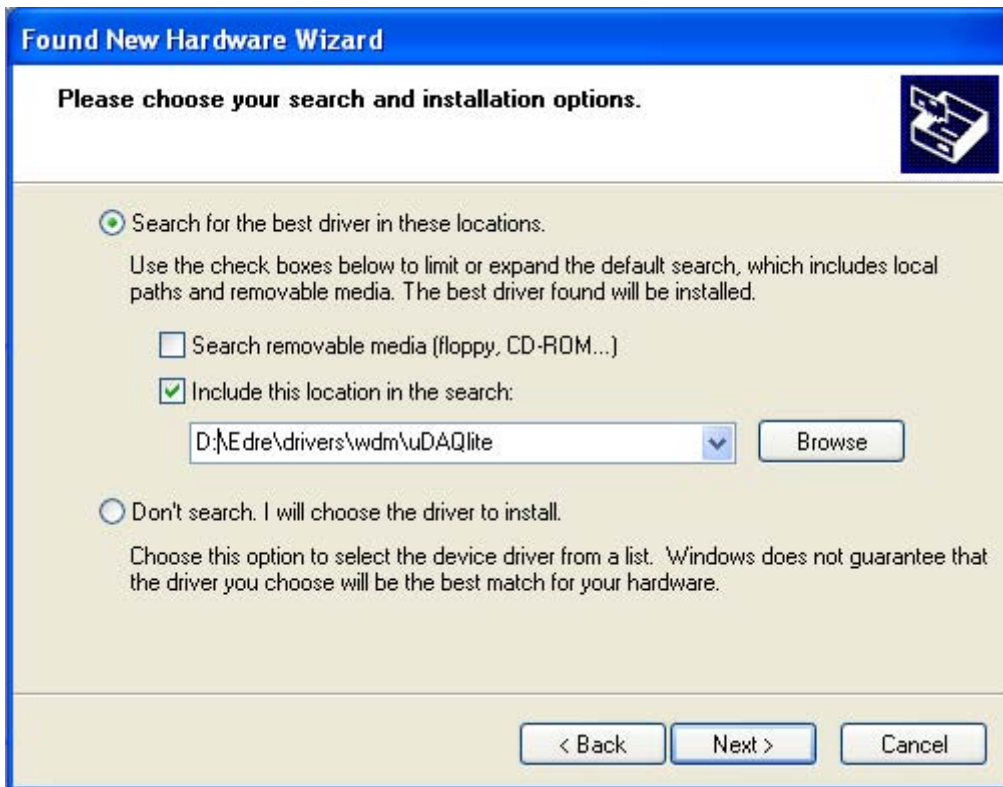 Found New Hardware Wizard
Please choose your search and installation options.
Search for the best driver in these locations.
Use the check boxes below to limit or expand the default search, which includes local
paths and removable media. The best driver found will be installed.
Search removable media (floppy, CD-ROM...)
Include this location in the search:
D:\Edre\drivers\wdm\uDAQlite
Browse
Don't search. I will choose the driver to install.
Choose this option to select the device driver from a list. Windows does not guarantee that
the driver you choose will be the best match for your hardware.
< Back Next > Cancel